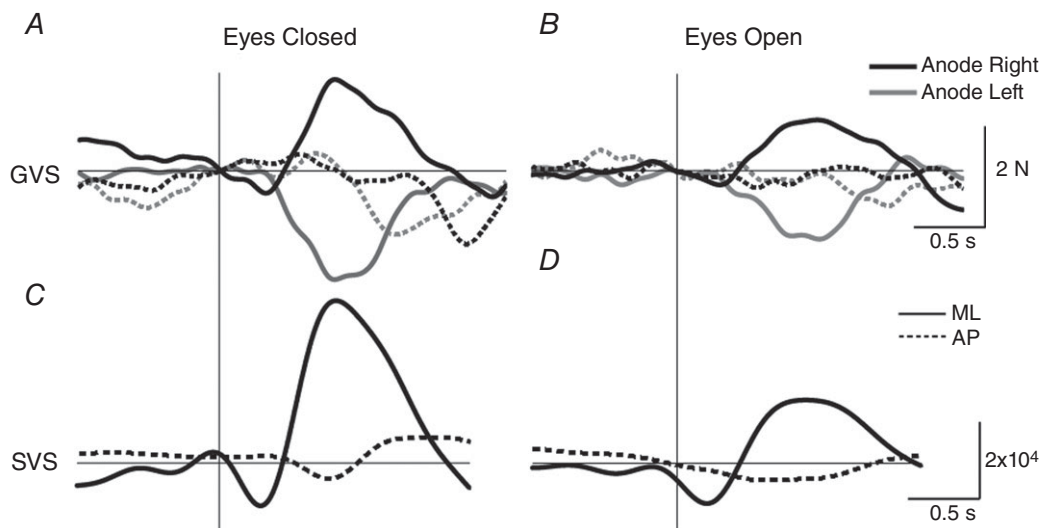 A
Eyes Closed
B
Eyes Open
Anode Right
Anode Left
GVS
2 N
0.5 s
C
D
ML
AP
SVS
2x10⁴
0.5 s